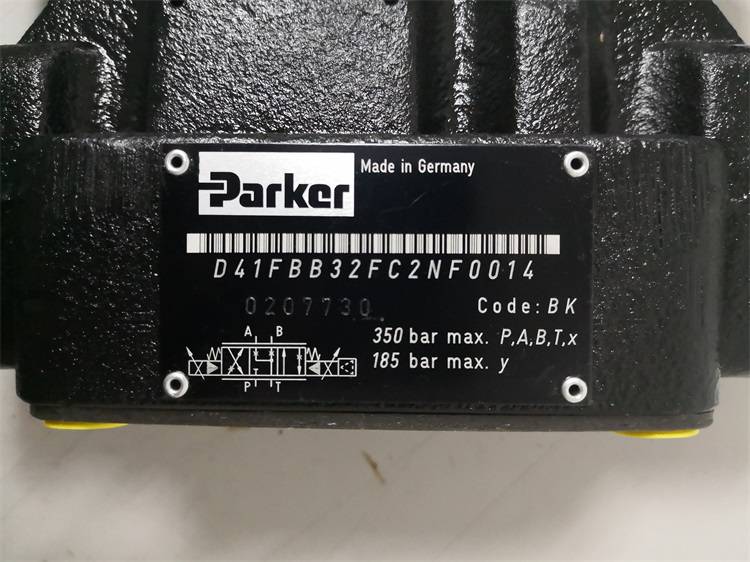 Parker
Made in Germany
D41FBB32FC2NF0014
0207730.
Code: BK
350 bar max. P,A,B,T,x
185 bar max. y
A B
P T